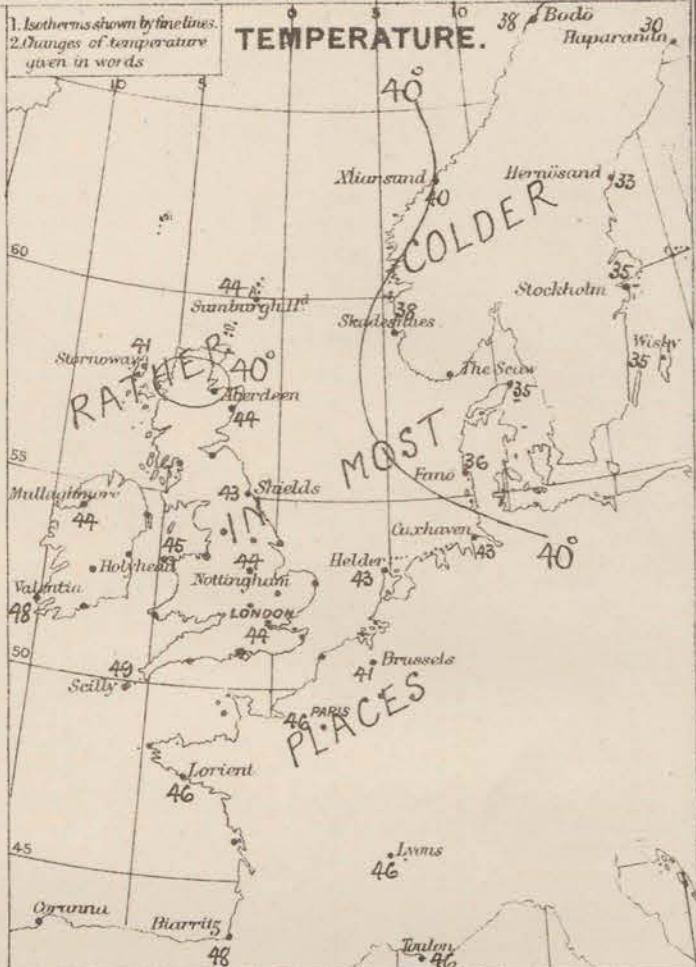 1. Isotherms shown by fine lines.
2. Changes of temperature
given in words
TEMPERATURE.
10 5 0 5
38 Bodö
30
Haparanda
40°
Xtiansund
40
Hernösand
33
COLDER
60
44
Sumburgh Hd
35
Stockholm
38
Skudesnaes
Wisby
35
41
Stornoway
RATHER
40°
The Scaw
35
Aberdeen
44
MOST
55
36
Fanö
Mullaghmore
44
43 Shields
IN
Cuxhaven
43
40°
45
Holyhead
44
Nottingham
Helder
43
Valentia
48
LONDON
44
50
49
Scilly
Brussels
41
46 PARIS
PLACES
Lorient
46
45
Lyons
46
Corunna
Biarritz
48
Toulon
46